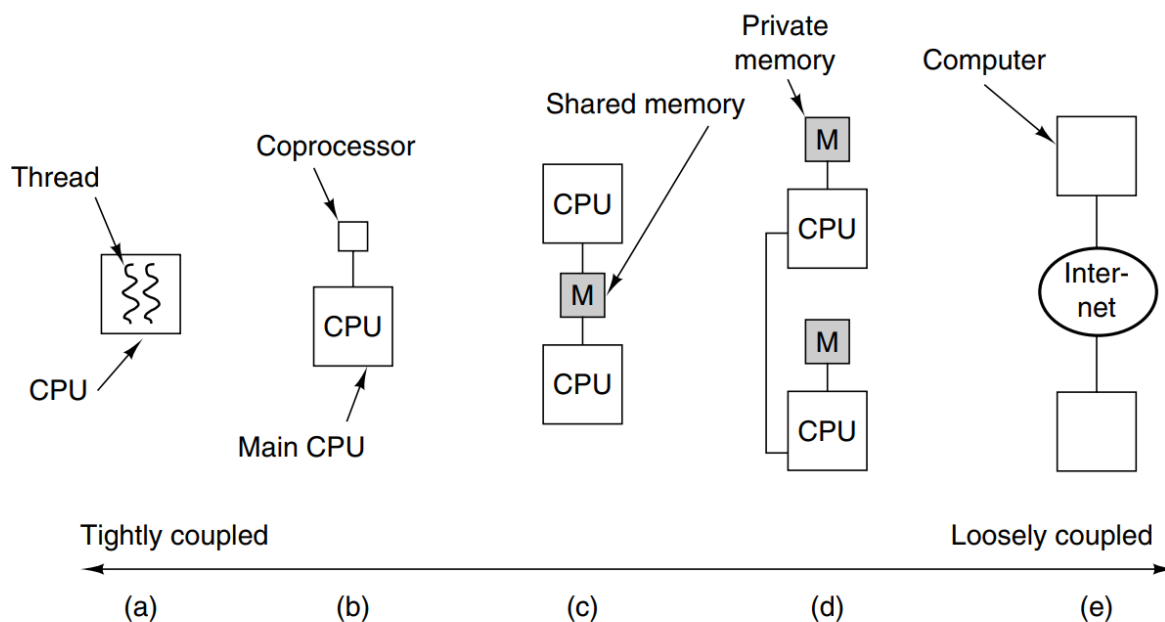 Thread
CPU
Coprocessor
CPU
Main CPU
Shared memory
CPU
M
CPU
Private
memory
M
CPU
M
CPU
Computer
Inter-
net
Tightly coupled
Loosely coupled
(a)
(b)
(c)
(d)
(e)